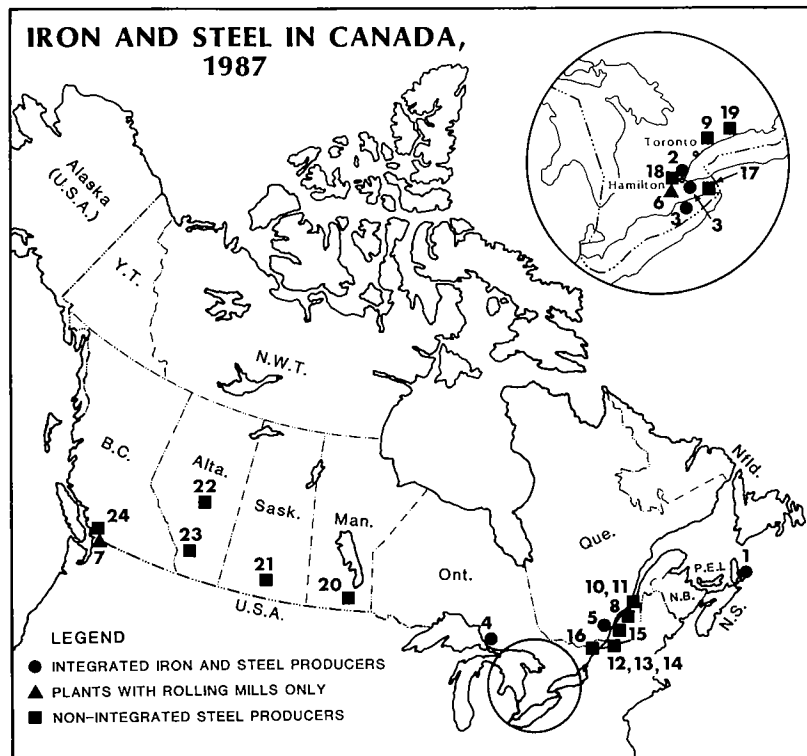 IRON AND STEEL IN CANADA,
1987
Alaska
(U.S.A.)
Y.T.
N.W.T.
B.C.
Alta.
Sask.
Man.
Ont.
Que.
Nfld.
P.E.I.
N.B.
N.S.
U.S.A.
24
7
22
23
21
20
4
5
16
10, 11
8
15
12, 13, 14
1
9
19
Toronto
2
18
Hamilton
17
6
3
3
LEGEND
INTEGRATED IRON AND STEEL PRODUCERS
PLANTS WITH ROLLING MILLS ONLY
NON-INTEGRATED STEEL PRODUCERS